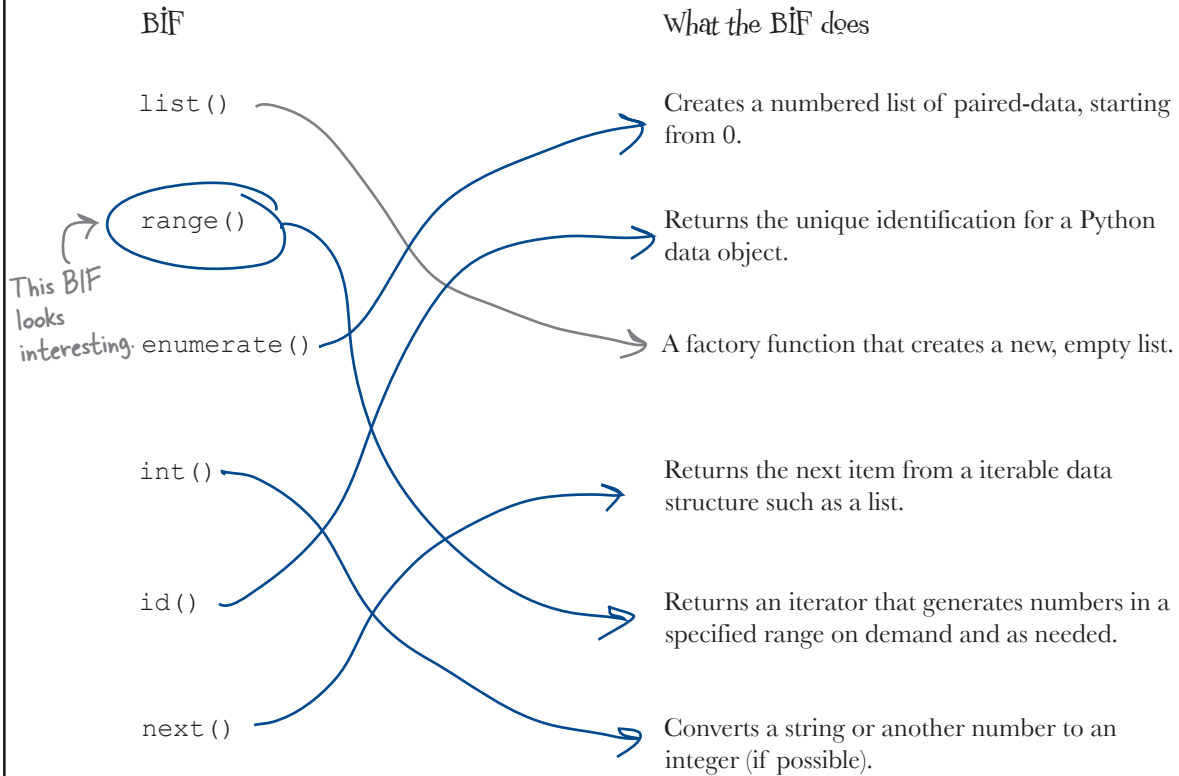 BIF
What the BIF does
list()
Creates a numbered list of paired-data, starting
from 0.
range()
Returns the unique identification for a Python
data object.
This BIF
looks
interesting.
enumerate()
A factory function that creates a new, empty list.
int()
Returns the next item from a iterable data
structure such as a list.
id()
Returns an iterator that generates numbers in a
specified range on demand and as needed.
next()
Converts a string or another number to an
integer (if possible).